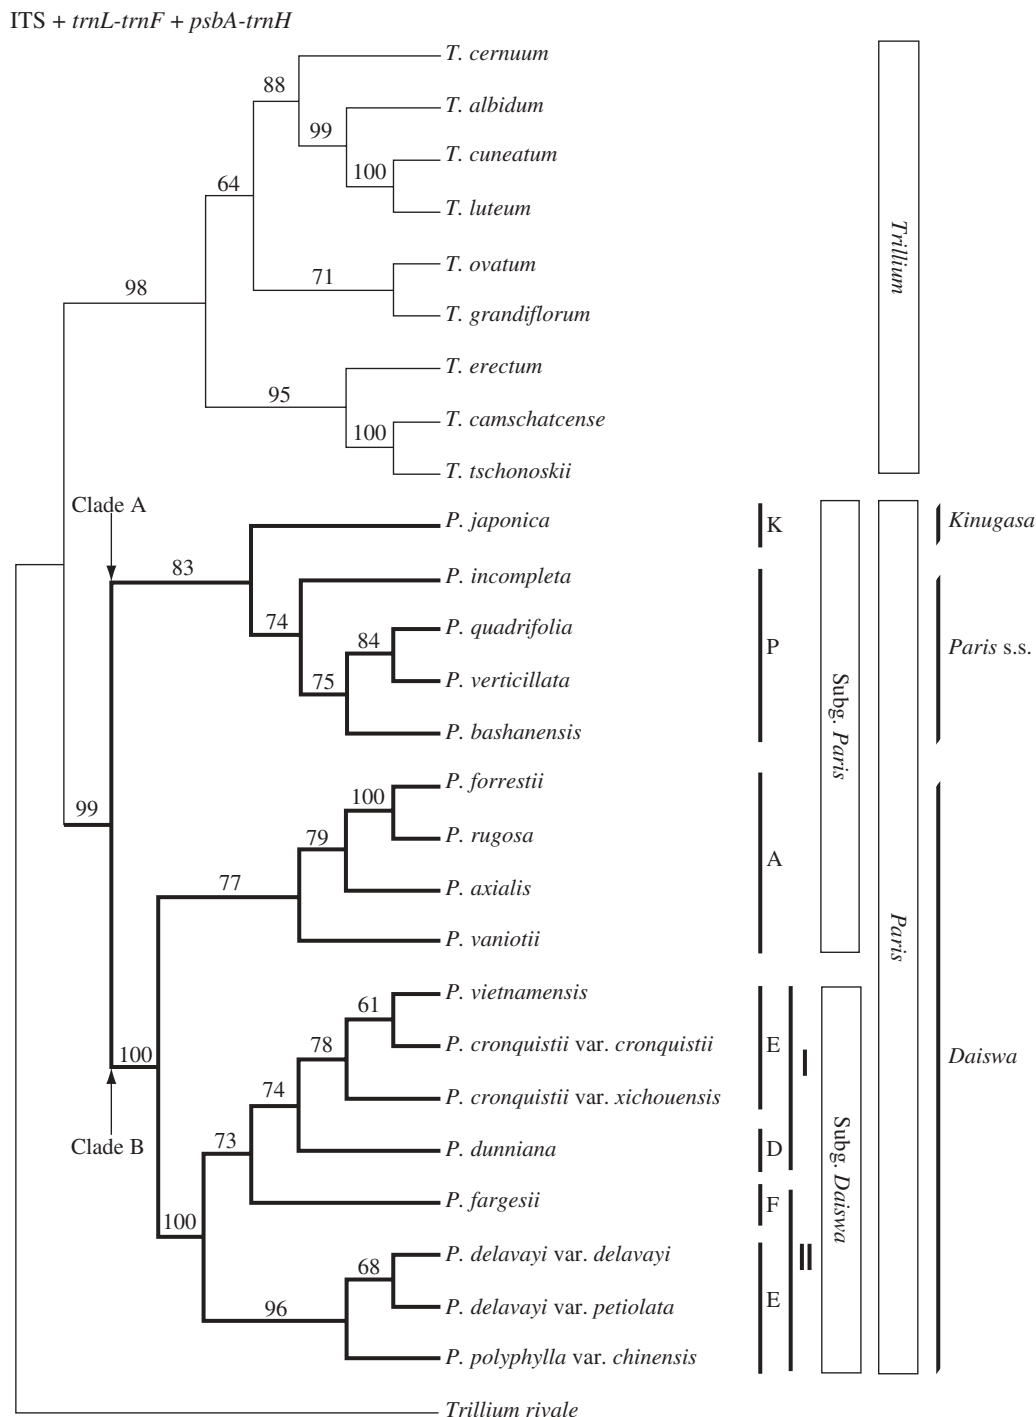 ITS + trnL-trnF + psbA-trnH
T. cernuum
88
T. albidum
99
T. cuneatum
100
64
T. luteum
T. ovatum
71
98
T. grandiflorum
Trillium
T. erectum
95
T. camschatcense
100
T. tschonoskii
Clade A
P. japonica
K
Kinugasa
83
P. incompleta
74
P. quadrifolia
84
P
Paris s.s.
75
P. verticillata
P. bashanensis
Subg. Paris
P. forrestii
100
99
79
P. rugosa
A
77
P. axialis
P. vaniotii
Paris
P. vietnamensis
61
78
P. cronquistii var. cronquistii
E
I
100
Daiswa
74
P. cronquistii var. xichouensis
Clade B
73
P. dunniana
D
Subg. Daiswa
P. fargesii
F
100
P. delavayi var. delavayi
68
II
96
P. delavayi var. petiolata
E
P. polyphylla var. chinensis
Trillium rivale